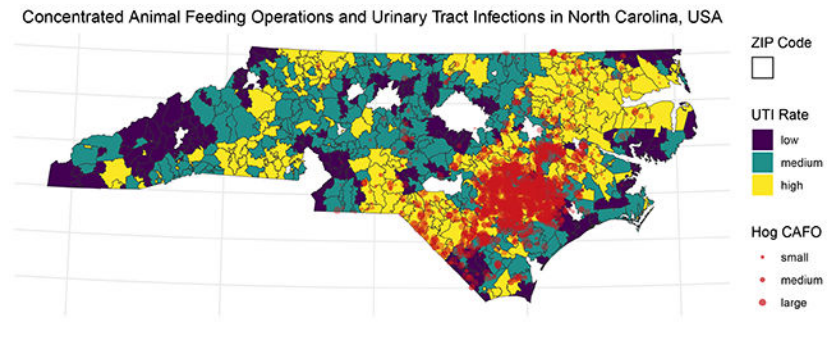 Concentrated Animal Feeding Operations and Urinary Tract Infections in North Carolina, USA
ZIP Code
UTI Rate
low
medium
high
Hog CAFO
small
medium
large